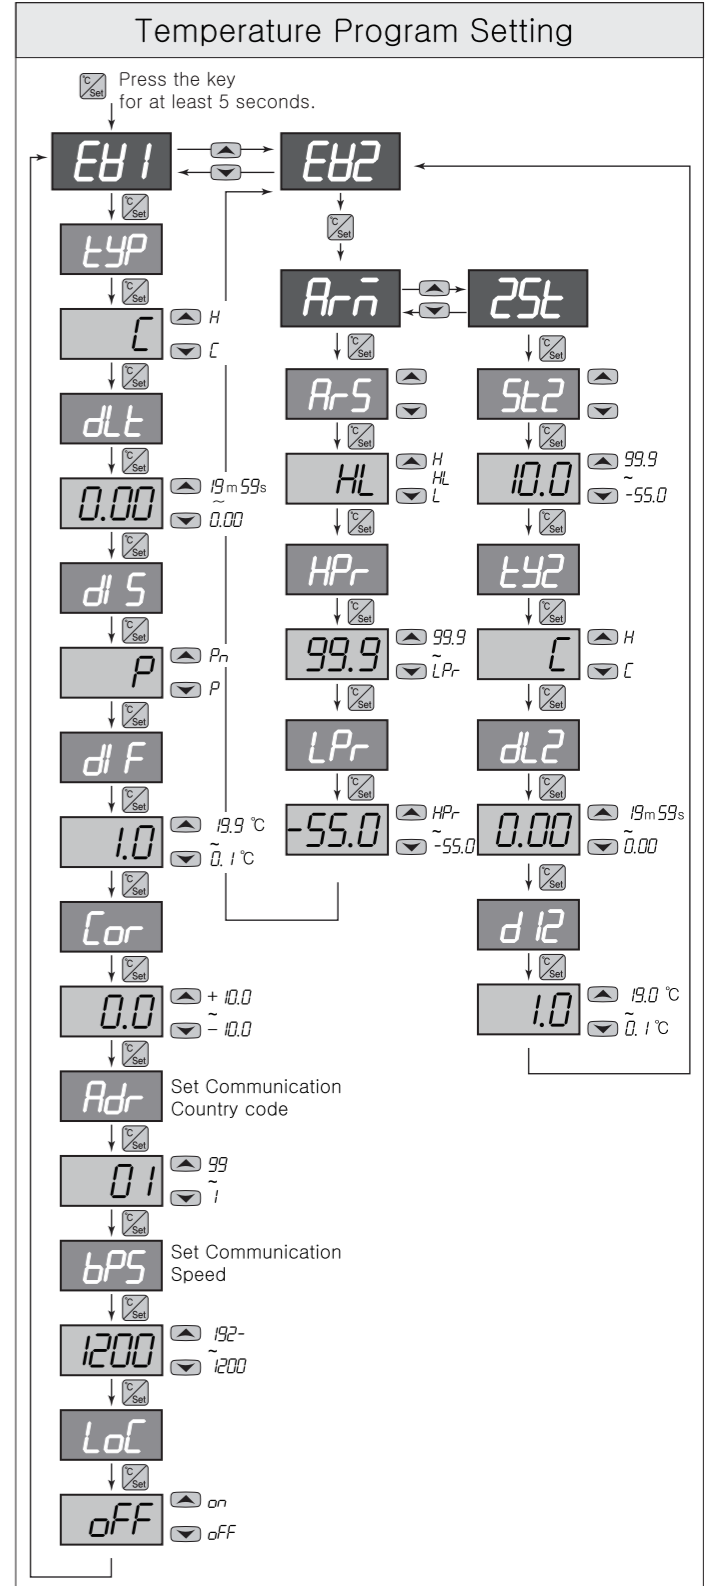 Temperature Program Setting
℃/Set Press the key
for at least 5 seconds.
EU1
EU2
℃/Set
℃/Set
tYP
℃/Set
C
H
C
℃/Set
dLt
℃/Set
0.00
19m59s
~
0.00
℃/Set
dIS
℃/Set
P
Pn
P
℃/Set
dIF
℃/Set
1.0
19.9 ℃
~
0.1℃
℃/Set
Cor
℃/Set
0.0
+ 10.0
~
- 10.0
℃/Set
Adr
Set Communication
Country code
℃/Set
01
99
~
1
℃/Set
bPS
Set Communication
Speed
℃/Set
1200
192-
~
1200
℃/Set
LoC
℃/Set
oFF
on
oFF
Arm
2St
℃/Set
ArS
℃/Set
HL
H
HL
L
℃/Set
HPr
℃/Set
99.9
99.9
~
LPr
℃/Set
LPr
℃/Set
-55.0
HPr
~
-55.0
℃/Set
St2
℃/Set
10.0
99.9
~
-55.0
℃/Set
tY2
℃/Set
C
H
C
℃/Set
dL2
℃/Set
0.00
19m59s
~
0.00
℃/Set
dI2
℃/Set
1.0
19.0 ℃
~
0.1℃